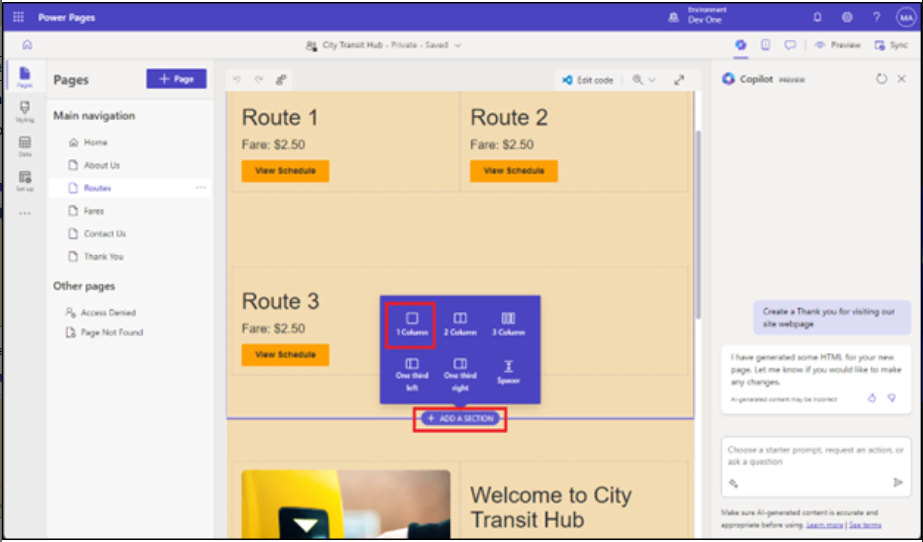 Power Pages
Environment
Dev One
MA
City Transit Hub - Private - Saved
Preview
Sync
Pages
Styling
Data
Set up
Pages
+ Page
Main navigation
Home
About Us
Routes
Fares
Contact Us
Thank You
Other pages
Access Denied
Page Not Found
Edit code
Route 1
Fare: $2.50
View Schedule
Route 2
Fare: $2.50
View Schedule
Route 3
Fare: $2.50
View Schedule
1 Column
2 Column
3 Column
One third
left
One third
right
Spacer
+ ADD A SECTION
Welcome to City
Transit Hub
Copilot PREVIEW
Create a Thank you for visiting our
site webpage
I have generated some HTML for your new
page. Let me know if you would like to make
any changes.
AI-generated content may be incorrect
Choose a starter prompt, request an action, or
ask a question
Make sure AI-generated content is accurate and
appropriate before using. Learn more | See terms